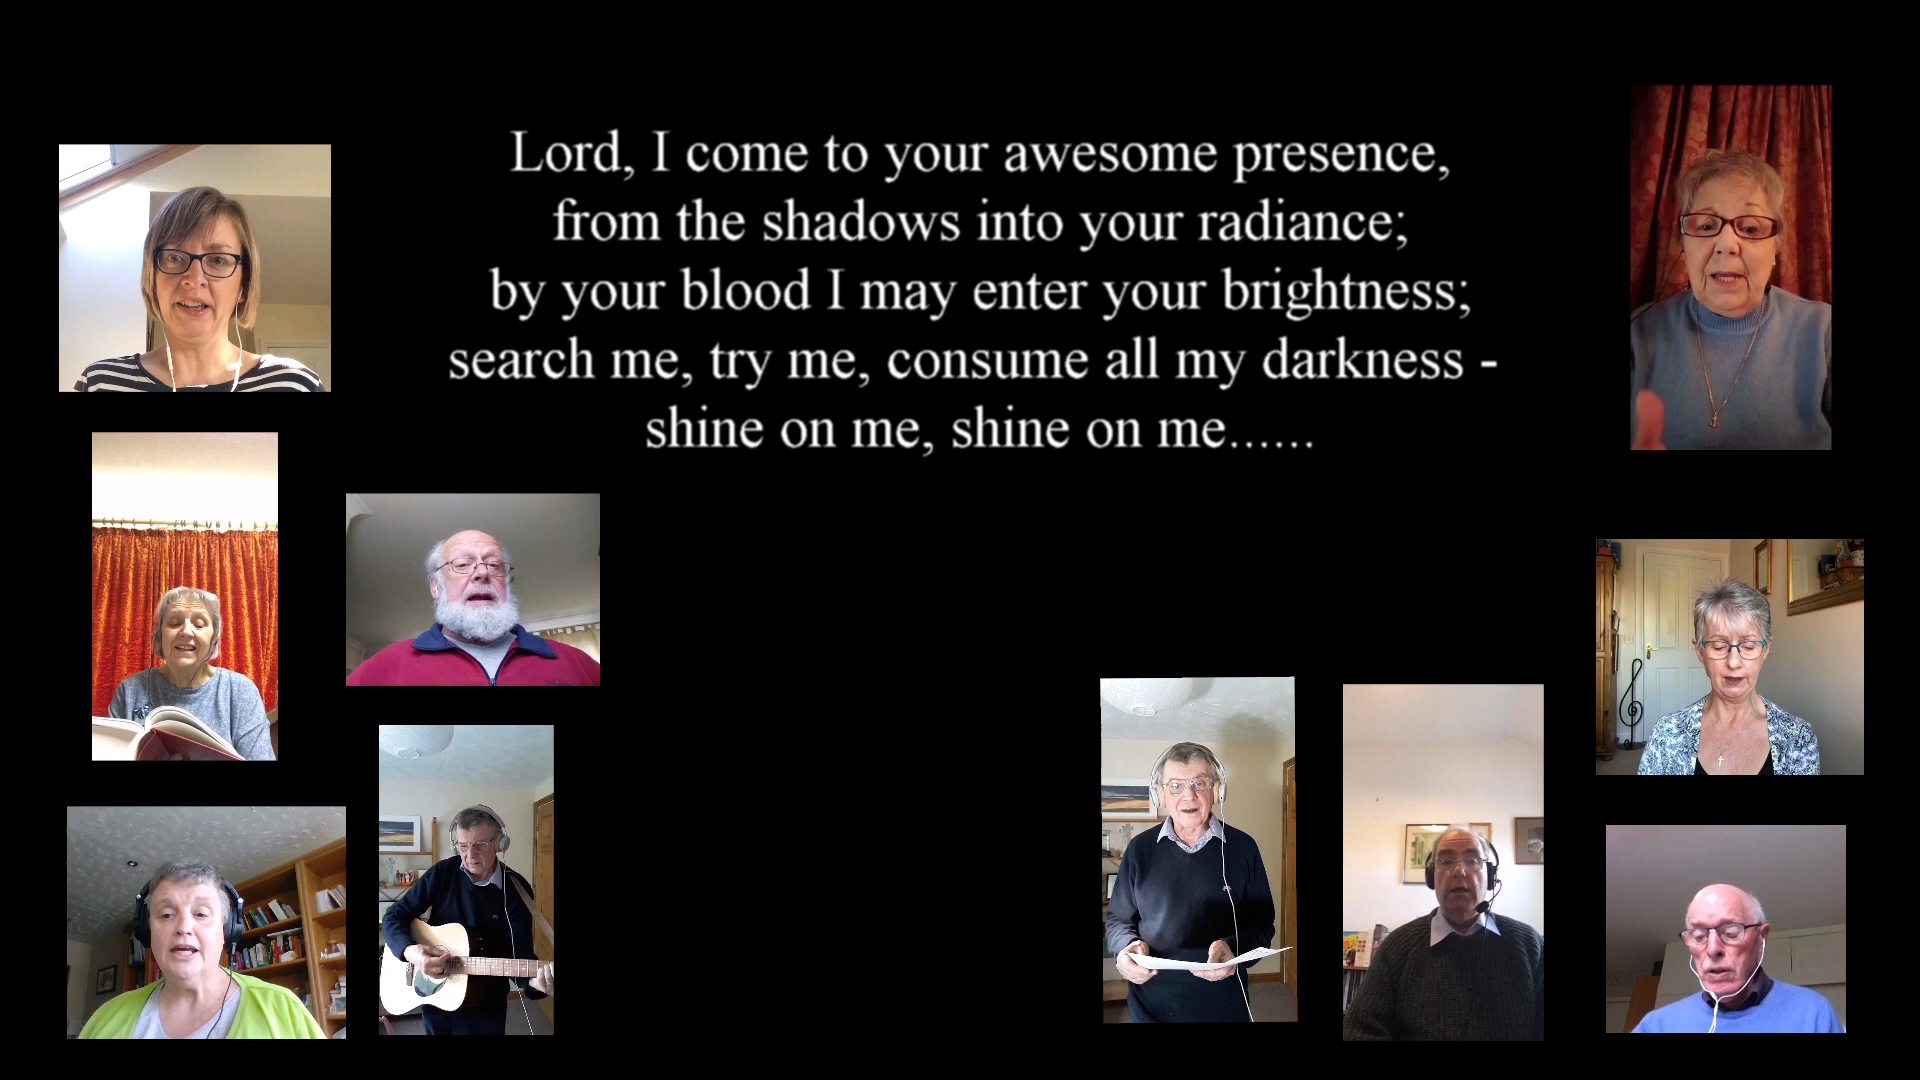 Lord, I come to your awesome presence,
from the shadows into your radiance;
by your blood I may enter your brightness;
search me, try me, consume all my darkness -
shine on me, shine on me......